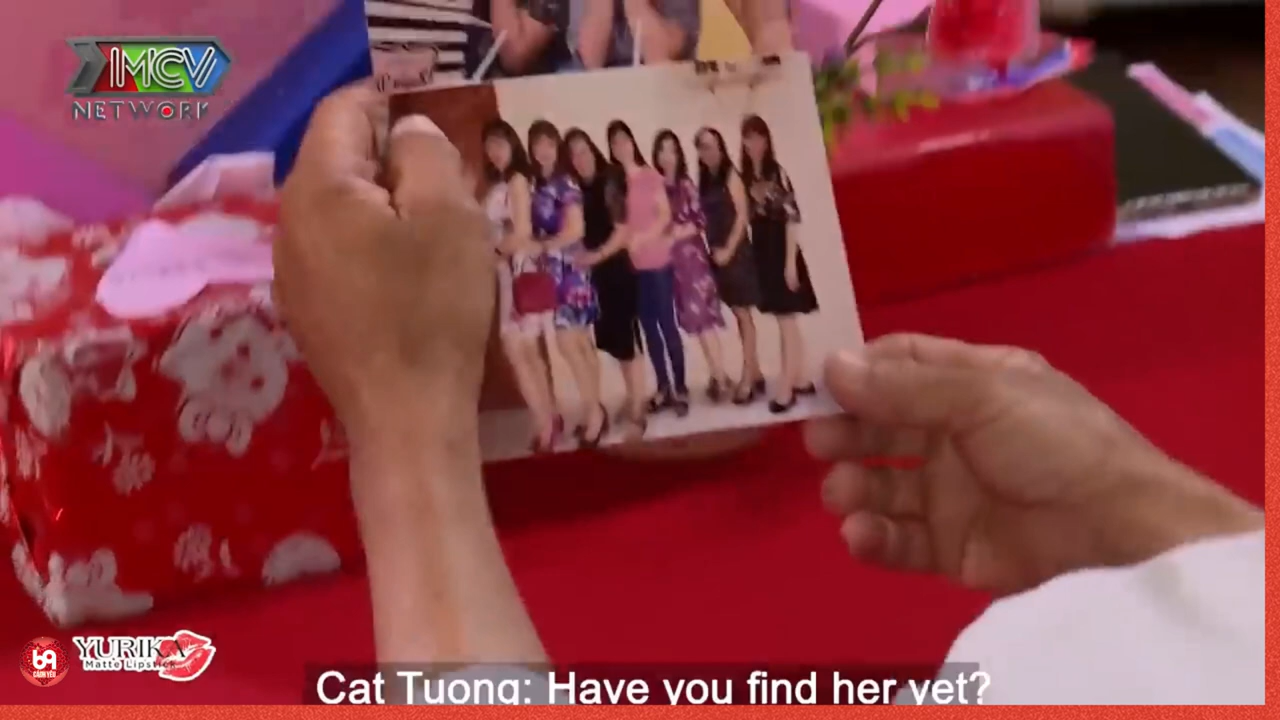 MCV
NETWORK
YURIKA
Matte Lipstick
Cat Tuong: Have you find her yet?